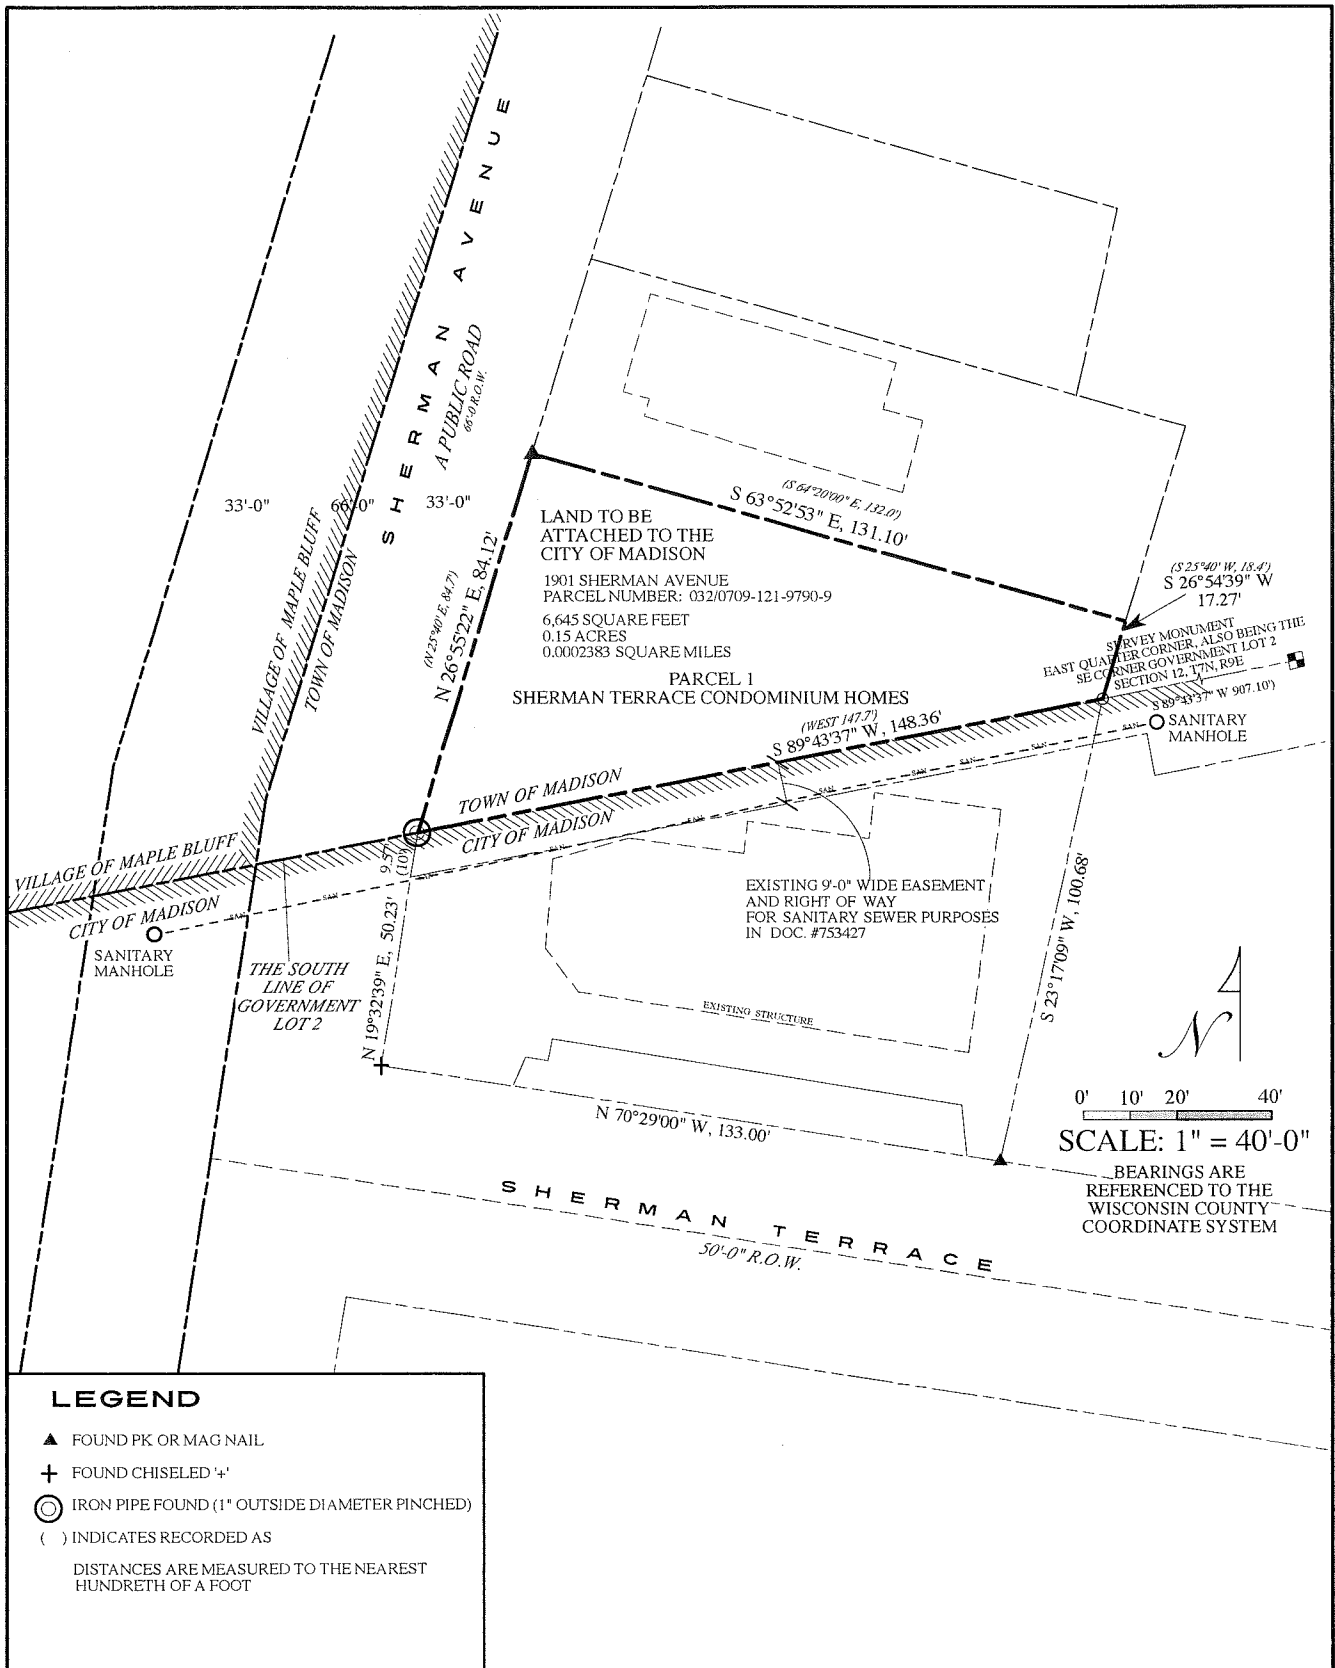 SHERMAN AVENUE
A PUBLIC ROAD
66'-0 R.O.W.
33'-0"
66'-0"
33'-0"
VILLAGE OF MAPLE BLUFF
TOWN OF MADISON
(N 25°40' E, 84.7')
N 26°55'22" E, 84.12'
LAND TO BE
ATTACHED TO THE
CITY OF MADISON
1901 SHERMAN AVENUE
PARCEL NUMBER: 032/0709-121-9790-9
6,645 SQUARE FEET
0.15 ACRES
0.0002383 SQUARE MILES
PARCEL 1
SHERMAN TERRACE CONDOMINIUM HOMES
(S 64°20'00" E, 132.0')
S 63°52'53" E, 131.10'
(S 25°40' W, 18.4')
S 26°54'39" W
17.27'
SURVEY MONUMENT
EAST QUARTER CORNER, ALSO BEING THE
SE CORNER GOVERNMENT LOT 2
SECTION 12, T7N, R9E
S 89°43'37" W 907.10')
SANITARY
MANHOLE
(WEST 147.7')
S 89°43'37" W, 148.36'
TOWN OF MADISON
CITY OF MADISON
VILLAGE OF MAPLE BLUFF
CITY OF MADISON
SAN
SAN
SAN
SAN
SAN
SAN
SAN
SAN
SAN
SAN
SANITARY
MANHOLE
9.57'
(10')
THE SOUTH
LINE OF
GOVERNMENT
LOT 2
N 19°32'39" E, 50.23'
EXISTING 9'-0" WIDE EASEMENT
AND RIGHT OF WAY
FOR SANITARY SEWER PURPOSES
IN DOC. #753427
EXISTING STRUCTURE
S 23°17'09" W, 100.68'
N 70°29'00" W, 133.00'
N
0' 10' 20' 40'
SCALE: 1" = 40'-0"
BEARINGS ARE
REFERENCED TO THE
WISCONSIN COUNTY
COORDINATE SYSTEM
SHERMAN TERRACE
50'-0" R.O.W.
LEGEND
FOUND PK OR MAG NAIL
FOUND CHISELED '+'
IRON PIPE FOUND (1" OUTSIDE DIAMETER PINCHED)
( ) INDICATES RECORDED AS
DISTANCES ARE MEASURED TO THE NEAREST
HUNDRETH OF A FOOT